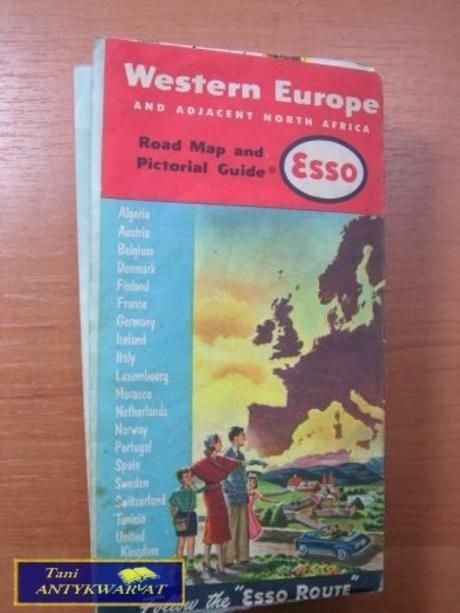 Western Europe
AND ADJACENT NORTH AFRICA
Road Map and
Pictorial Guide®
Esso
Algeria
Austria
Belgium
Denmark
Finland
France
Germany
Ireland
Italy
Luxembourg
Morocco
Netherlands
Norway
Portugal
Spain
Sweden
Switzerland
Tunisia
United
Kingdom
Follow the "ESSO ROUTE"
Tani
ANTYKWARIAT